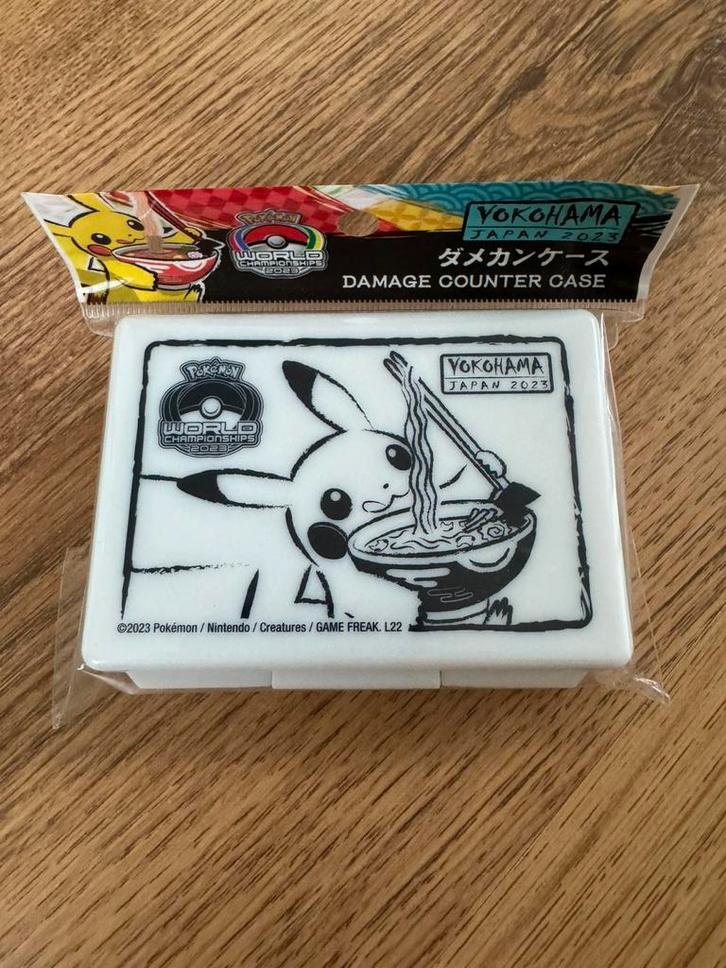 Pokémon
WORLD
CHAMPIONSHIPS
2023
YOKOHAMA
JAPAN 2023
ダメカンケース
DAMAGE COUNTER CASE
Pokémon
WORLD
CHAMPIONSHIPS
2023
YOKOHAMA
JAPAN 2023
©2023 Pokémon / Nintendo / Creatures / GAME FREAK. L22